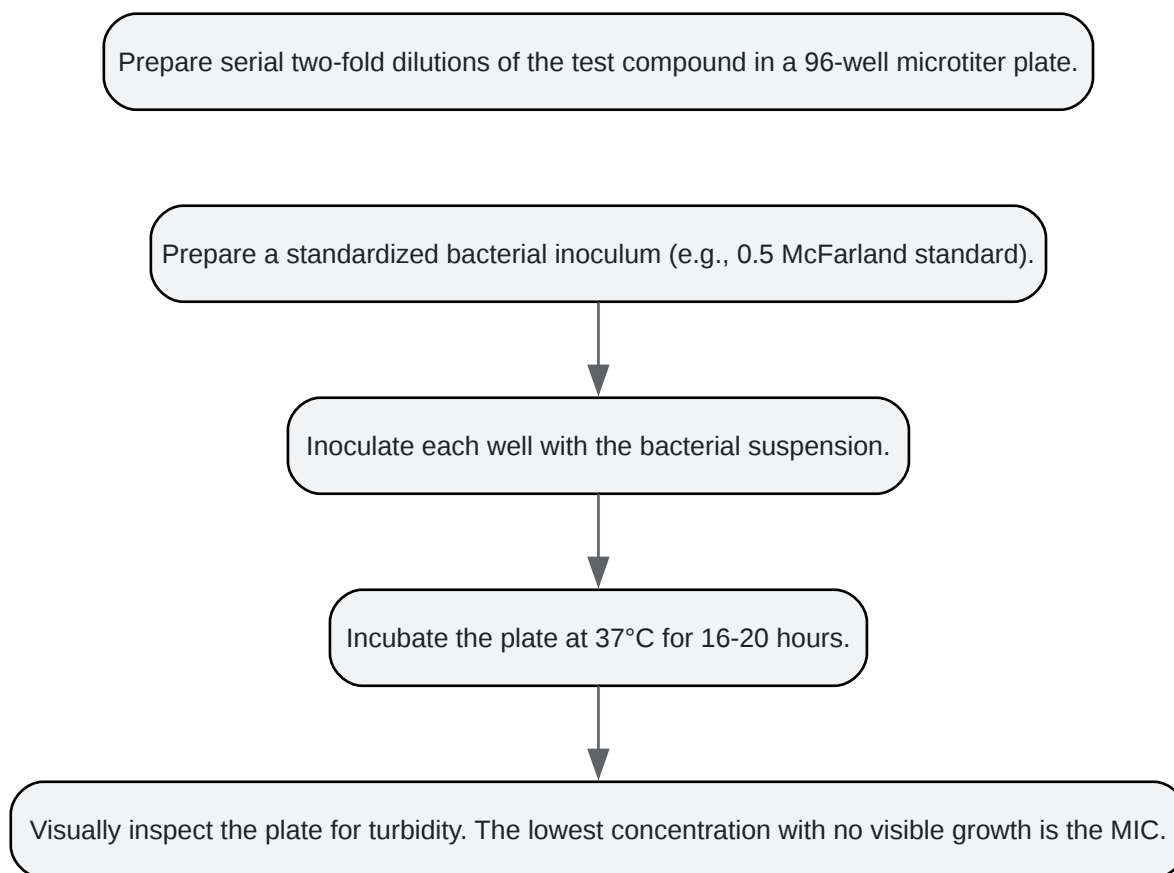 Prepare serial two-fold dilutions of the test compound in a 96-well microtiter plate.
Prepare a standardized bacterial inoculum (e.g., 0.5 McFarland standard).
Inoculate each well with the bacterial suspension.
Incubate the plate at 37°C for 16-20 hours.
Visually inspect the plate for turbidity. The lowest concentration with no visible growth is the MIC.